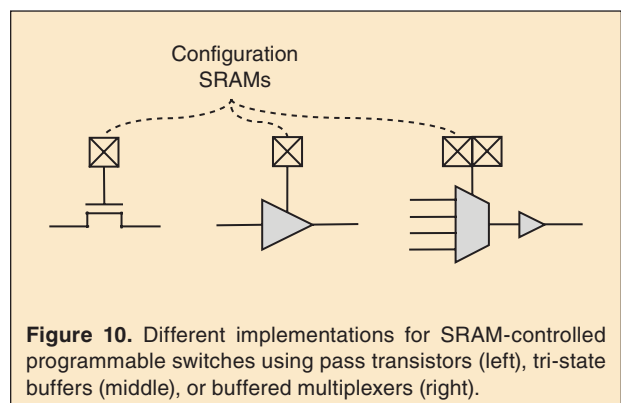 Configuration
SRAMs
Figure 10. Different implementations for SRAM-controlled
programmable switches using pass transistors (left), tri-state
buffers (middle), or buffered multiplexers (right).